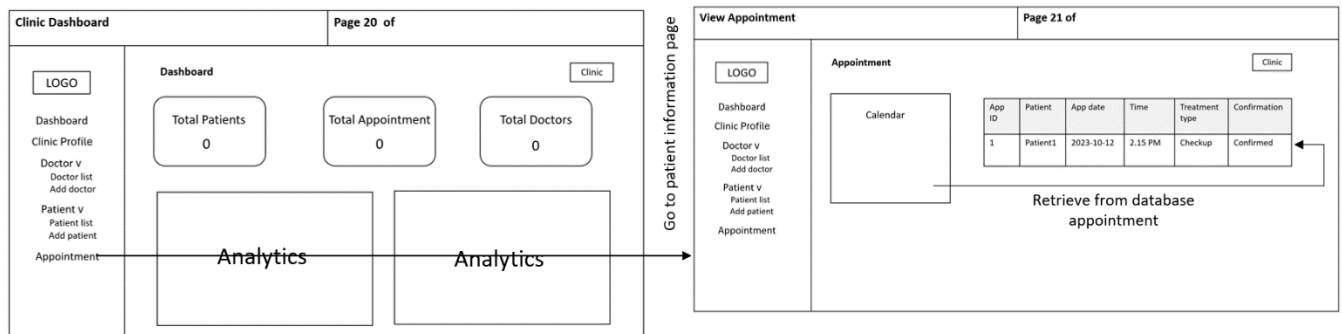 Clinic Dashboard
Page 20 of
LOGO
Dashboard
Clinic Profile
Doctor v
Doctor list
Add doctor
Patient v
Patient list
Add patient
Appointment
Dashboard
Clinic
Total Patients
0
Total Appointment
0
Total Doctors
0
Analytics
Analytics
Go to patient information page
View Appointment
Page 21 of
LOGO
Dashboard
Clinic Profile
Doctor v
Doctor list
Add doctor
Patient v
Patient list
Add patient
Appointment
Appointment
Clinic
Calendar
App ID Patient App date Time Treatment type Confirmation
1 Patient1 2023-10-12 2.15 PM Checkup Confirmed
Retrieve from database
appointment